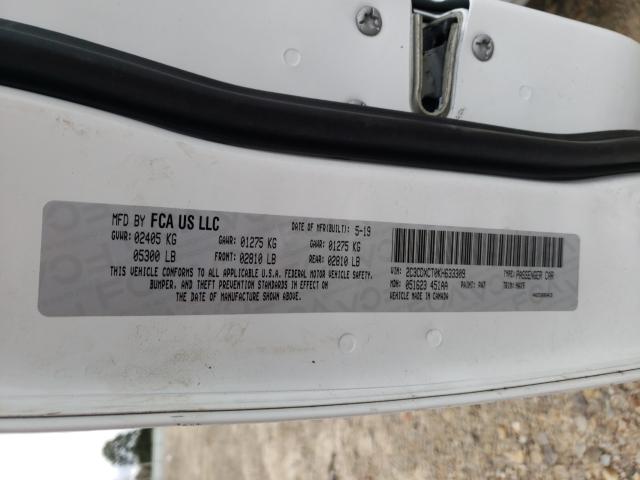 MFD BY FCA US LLC DATE OF MFR(BUILT): 5-19
GVWR: 02405 KG GAWR: 01275 KG GAWR: 01275 KG
05300 LB FRONT: 02810 LB REAR: 02810 LB
THIS VEHICLE CONFORMS TO ALL APPLICABLE U.S.A. FEDERAL MOTOR VEHICLE SAFETY,
BUMPER, AND THEFT PREVENTION STANDARDS IN EFFECT ON
THE DATE OF MANUFACTURE SHOWN ABOVE.
VIN: 2C3CDXCT0KH633309 TYPE: PASSENGER CAR
MDH: 051623 451AA PAINT: PW7 TRIM:
VEHICLE MADE IN CANADA